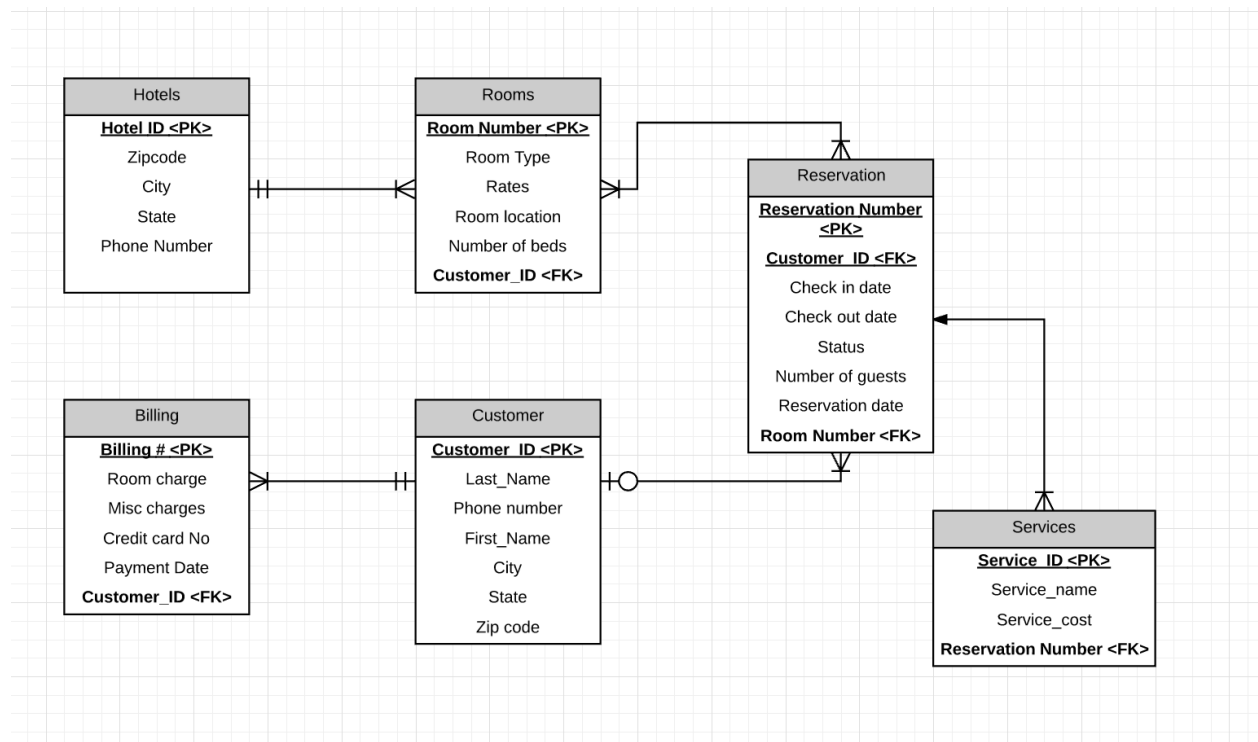 Hotels
Hotel ID <PK>
Zipcode
City
State
Phone Number
Rooms
Room Number <PK>
Room Type
Rates
Room location
Number of beds
Customer_ID <FK>
Reservation
Reservation Number
<PK>
Customer_ID <FK>
Check in date
Check out date
Status
Number of guests
Reservation date
Room Number <FK>
Billing
Billing # <PK>
Room charge
Misc charges
Credit card No
Payment Date
Customer_ID <FK>
Customer
Customer_ID <PK>
Last_Name
Phone number
First_Name
City
State
Zip code
Services
Service_ID <PK>
Service_name
Service_cost
Reservation Number <FK>